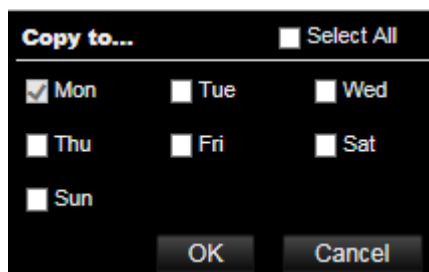 Copy to... Select All
Mon Tue Wed
Thu Fri Sat
Sun
OK Cancel